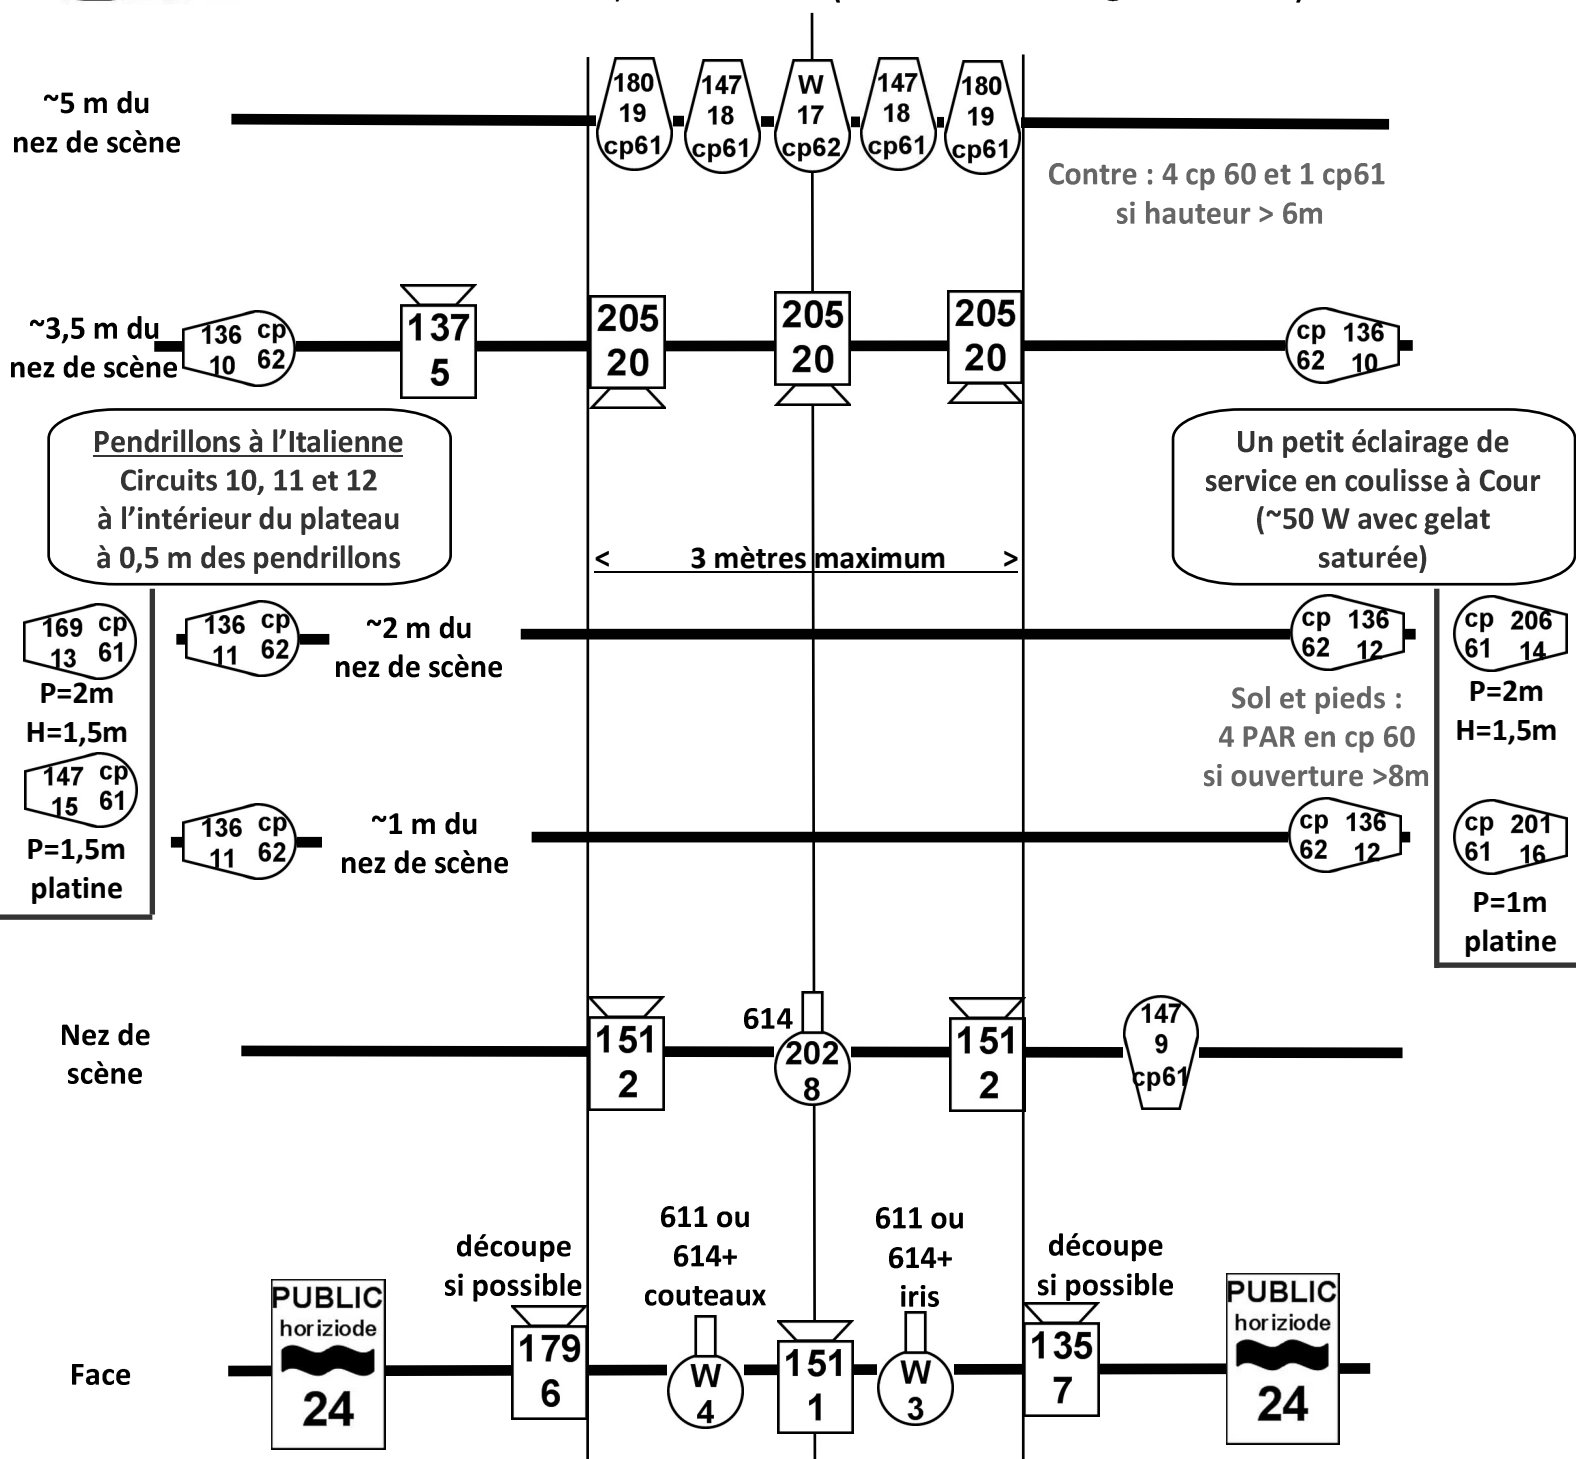 ~5 m du
nez de scène
180
19
cp61
147
18
cp61
W
17
cp62
147
18
cp61
180
19
cp61
Contre : 4 cp 60 et 1 cp61
si hauteur > 6m
~3,5 m du
nez de scène
136 cp
10 62
137
5
205
20
205
20
205
20
cp 136
62 10
Pendrillons à l'Italienne
Circuits 10, 11 et 12
à l'intérieur du plateau
à 0,5 m des pendrillons
< 3 mètres maximum >
Un petit éclairage de
service en coulisse à Cour
(~50 W avec gelat
saturée)
169 cp
13 61
P=2m
H=1,5m
136 cp
11 62
~2 m du
nez de scène
cp 136
62 12
cp 206
61 14
P=2m
H=1,5m
Sol et pieds :
4 PAR en cp 60
si ouverture >8m
147 cp
15 61
P=1,5m
platine
136 cp
11 62
~1 m du
nez de scène
cp 136
62 12
cp 201
61 16
P=1m
platine
Nez de
scène
151
2
614
202
8
151
2
147
9
cp61
Face
PUBLIC
horiziode
24
découpe
si possible
179
6
611 ou
614+
couteaux
W
4
151
1
611 ou
614+
iris
W
3
découpe
si possible
135
7
PUBLIC
horiziode
24